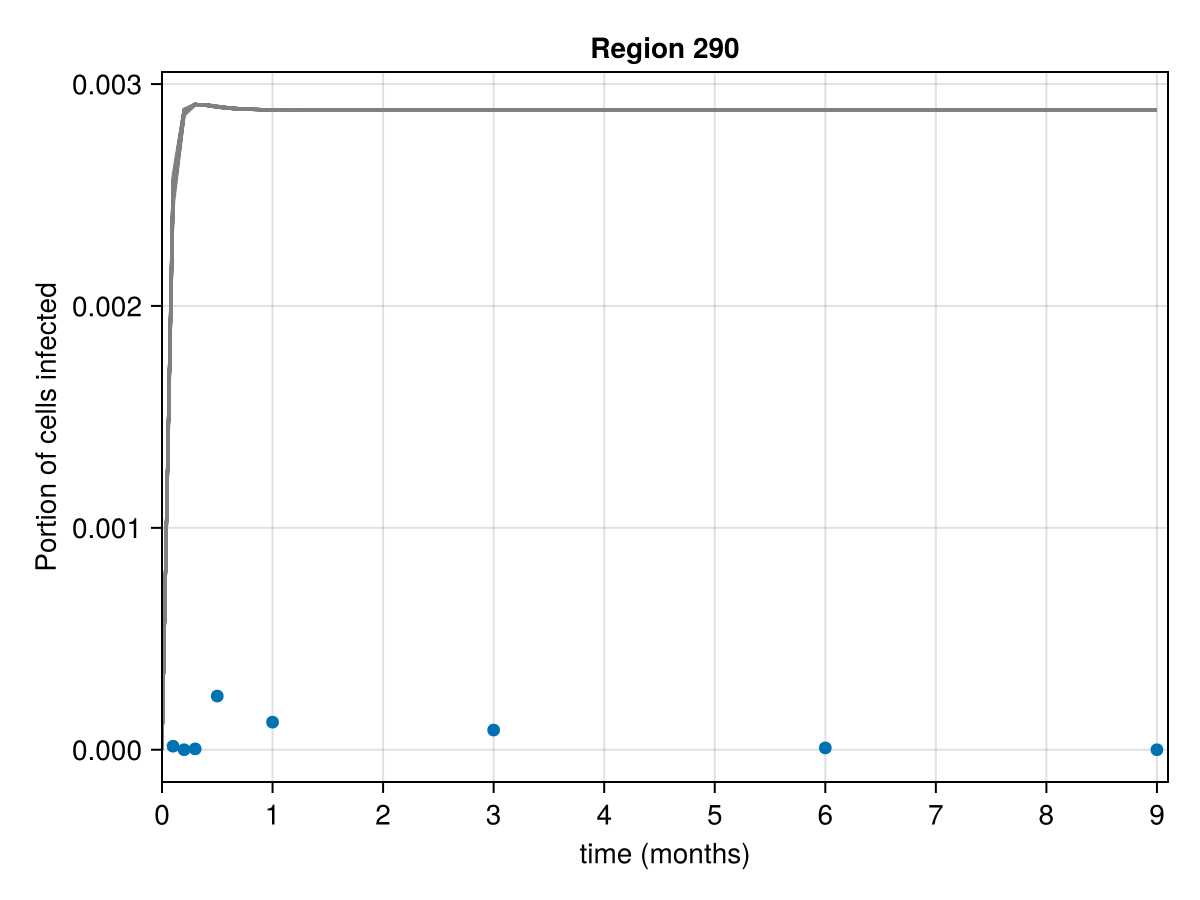 Region 290
0.003
0.002
0.001
0.000
Portion of cells infected
0 1 2 3 4 5 6 7 8 9
time (months)